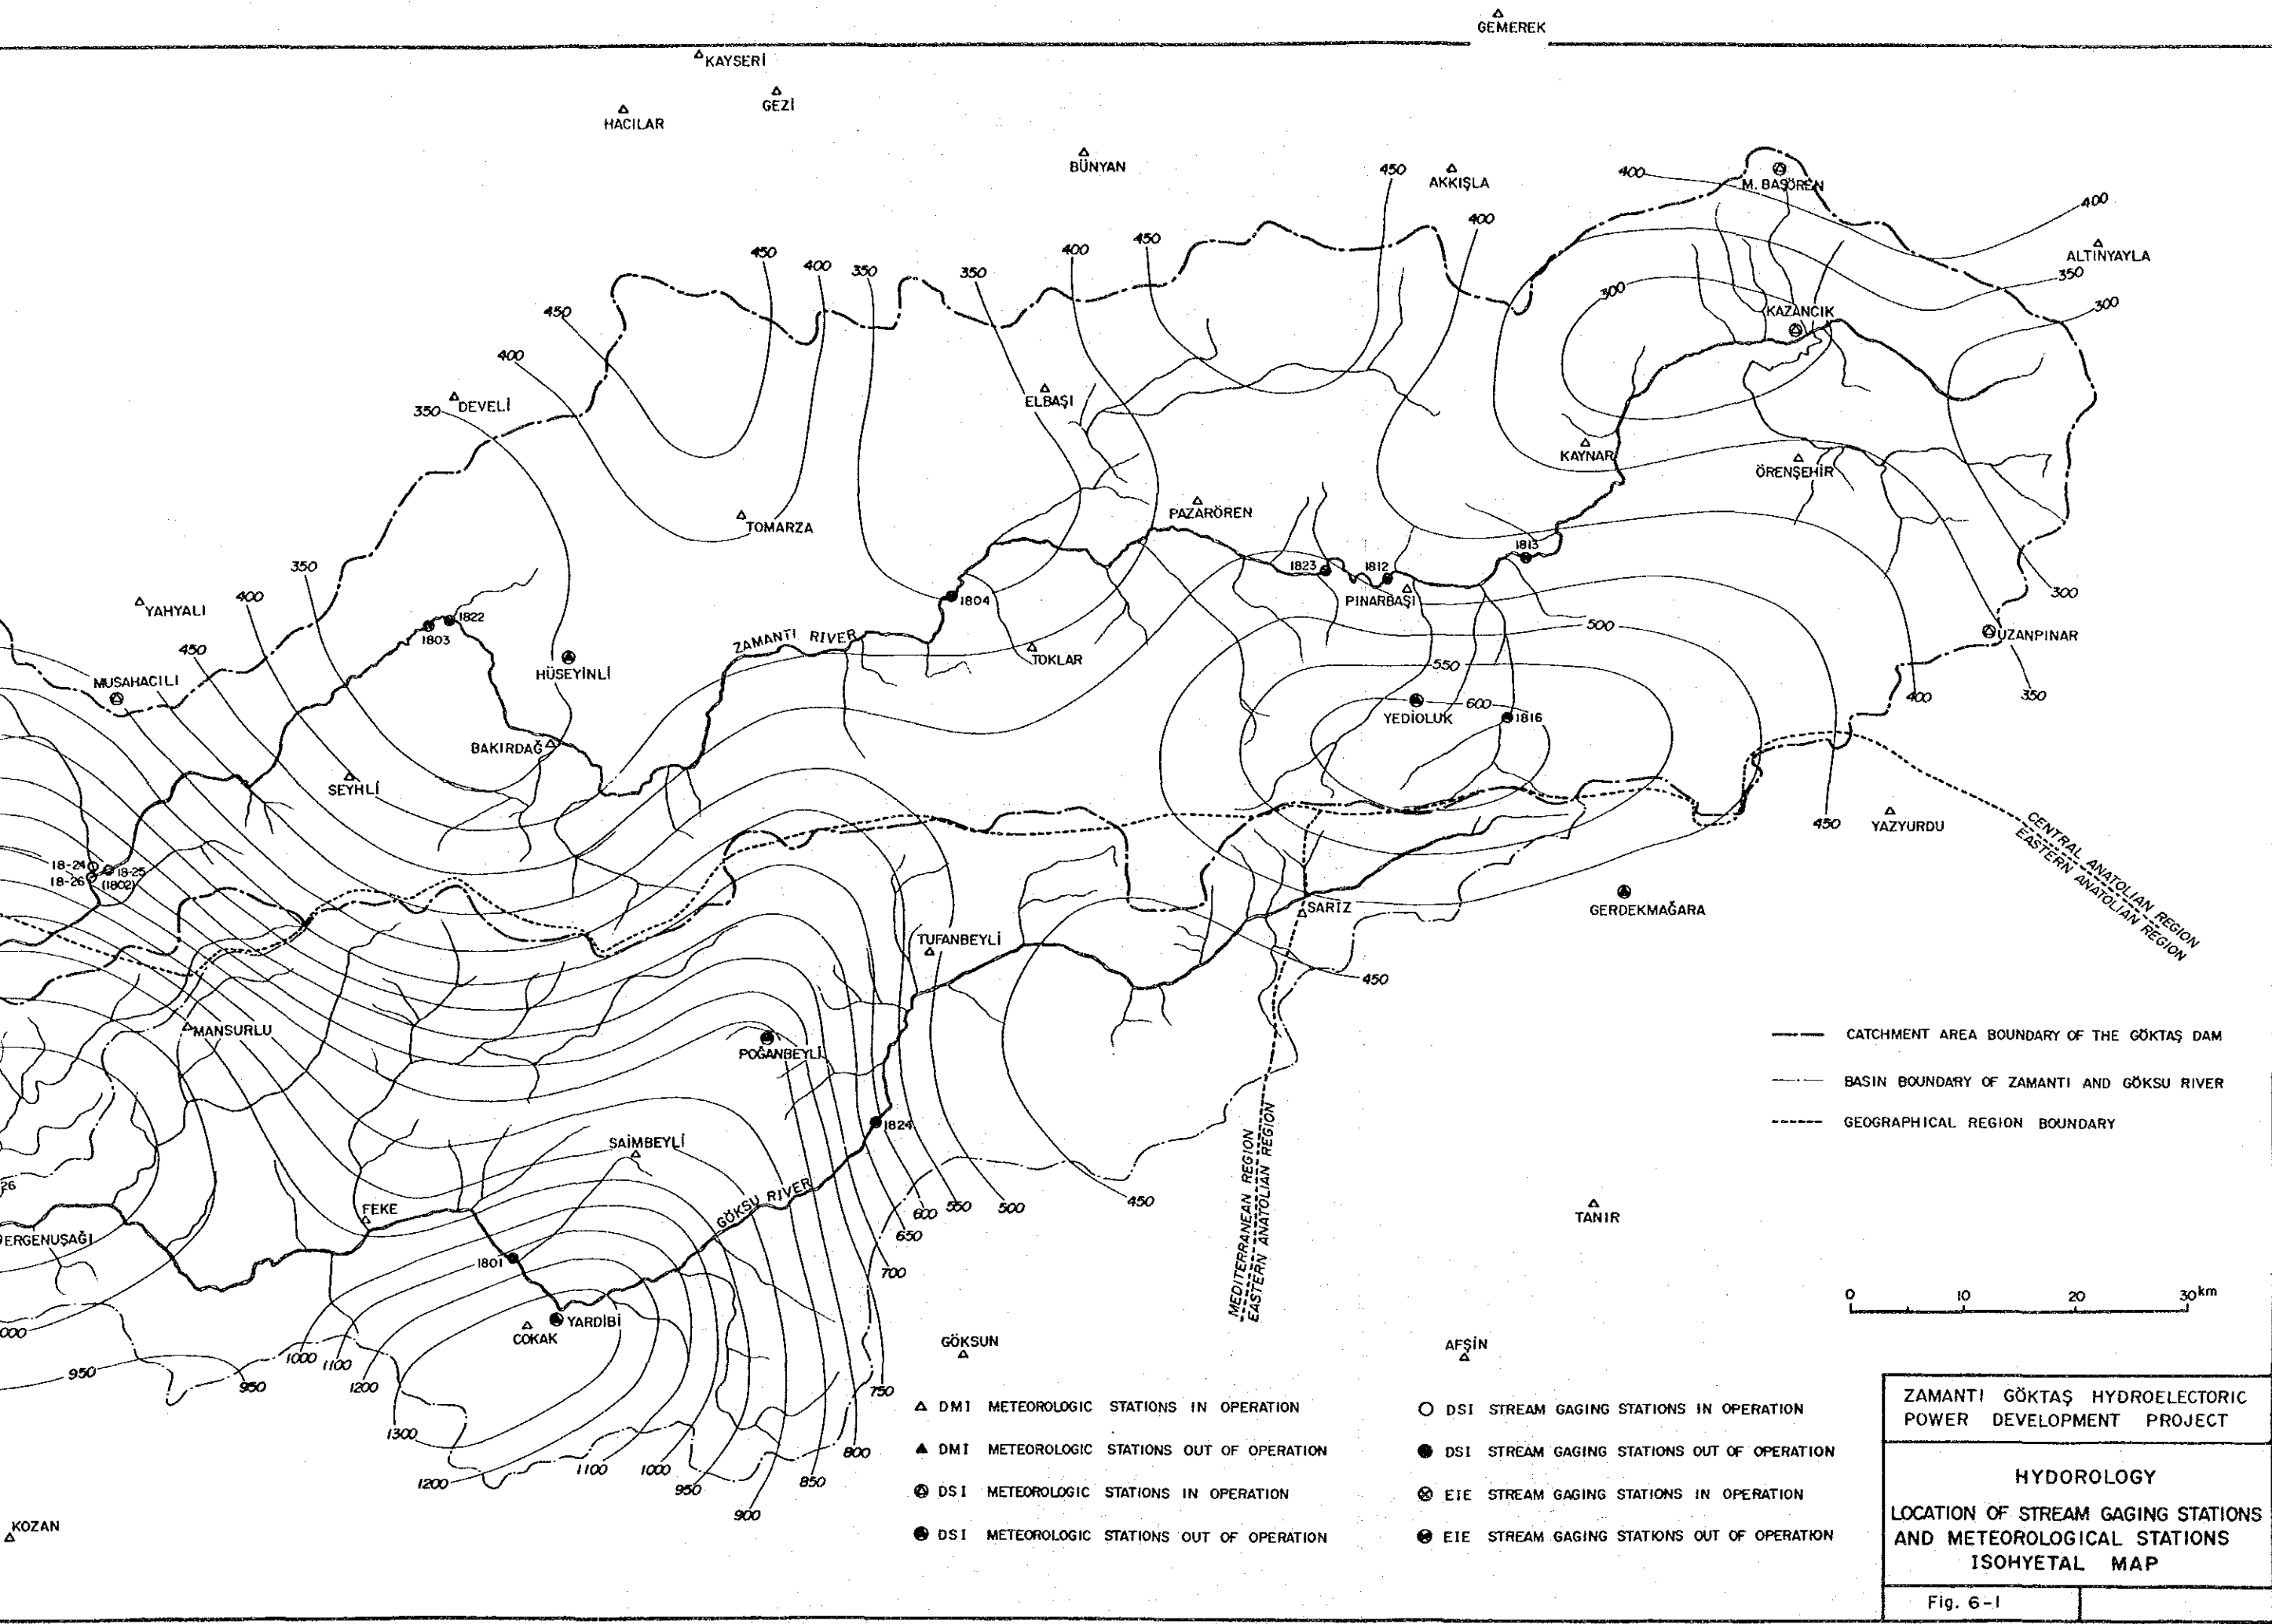 GEMEREK
KAYSERİ
GEZİ
HACILAR
BÜNYAN
450
AKKIŞLA
400
M. BAŞÖREN
400
400
450
450
400
350
350
400
ALTINYAYLA
350
300
300
KAZANCIK
450
400
350
DEVELİ
ELBAŞI
KAYNAR
ÖRENŞEHİR
TOMARZA
PAZARÖREN
1813
1823
1812
PINARBAŞI
300
350
400
450
YAHYALI
1822
1803
1804
ZAMANTI RIVER
TOKLAR
500
UZANPINAR
550
MUSAHACILI
HÜSEYİNLİ
YEDİOLUK
600
1816
400
350
BAKIRDAĞ
SEYHLİ
450
YAZYURDU
CENTRAL ANATOLIAN REGION
EASTERN ANATOLIAN REGION
18-24
18-25
18-26
(1802)
SARIZ
GERDEKMAĞARA
TUFANBEYLİ
450
MANSURLU
POĞANBEYLİ
CATCHMENT AREA BOUNDARY OF THE GÖKTAŞ DAM
BASIN BOUNDARY OF ZAMANTI AND GÖKSU RIVER
GEOGRAPHICAL REGION BOUNDARY
1824
SAİMBEYLİ
26
FEKE
GÖKSU RIVER
600
550
500
450
MEDITERRANEAN REGION
EASTERN ANATOLIAN REGION
TANIR
ERGENUŞAĞI
650
1801
700
0 10 20 30 km
YARDİBİ
COKAK
000
GÖKSUN
AFŞİN
950
950
1000
1100
1200
750
1300
800
1200
1100
1000
950
850
900
KOZAN
DMI METEOROLOGIC STATIONS IN OPERATION
DMI METEOROLOGIC STATIONS OUT OF OPERATION
DSI METEOROLOGIC STATIONS IN OPERATION
DSI METEOROLOGIC STATIONS OUT OF OPERATION
DSI STREAM GAGING STATIONS IN OPERATION
DSI STREAM GAGING STATIONS OUT OF OPERATION
EIE STREAM GAGING STATIONS IN OPERATION
EIE STREAM GAGING STATIONS OUT OF OPERATION
ZAMANTI GÖKTAŞ HYDROELECTORIC
POWER DEVELOPMENT PROJECT
HYDOROLOGY
LOCATION OF STREAM GAGING STATIONS
AND METEOROLOGICAL STATIONS
ISOHYETAL MAP
Fig. 6-1